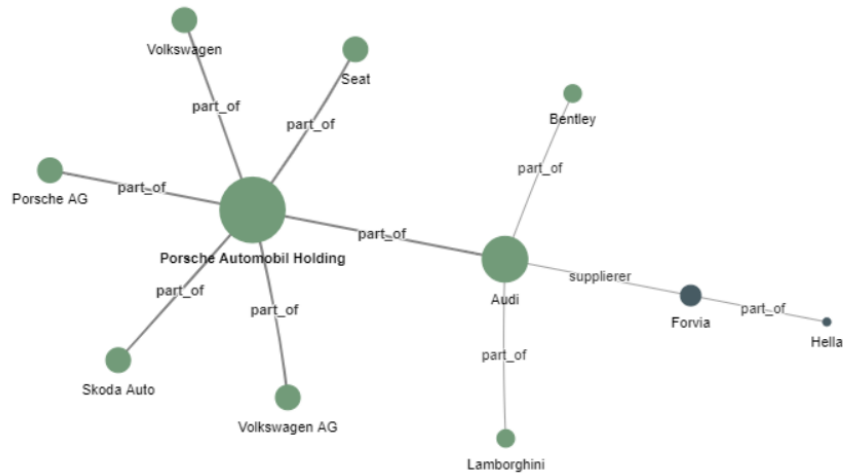 Volkswagen
Seat
part_of
part_of
Bentley
part_of
part_of
Porsche AG
part_of
Porsche Automobil Holding
supplierer
Audi
part_of
part_of
part_of
Forvia
Hella
part_of
Skoda Auto
Volkswagen AG
Lamborghini